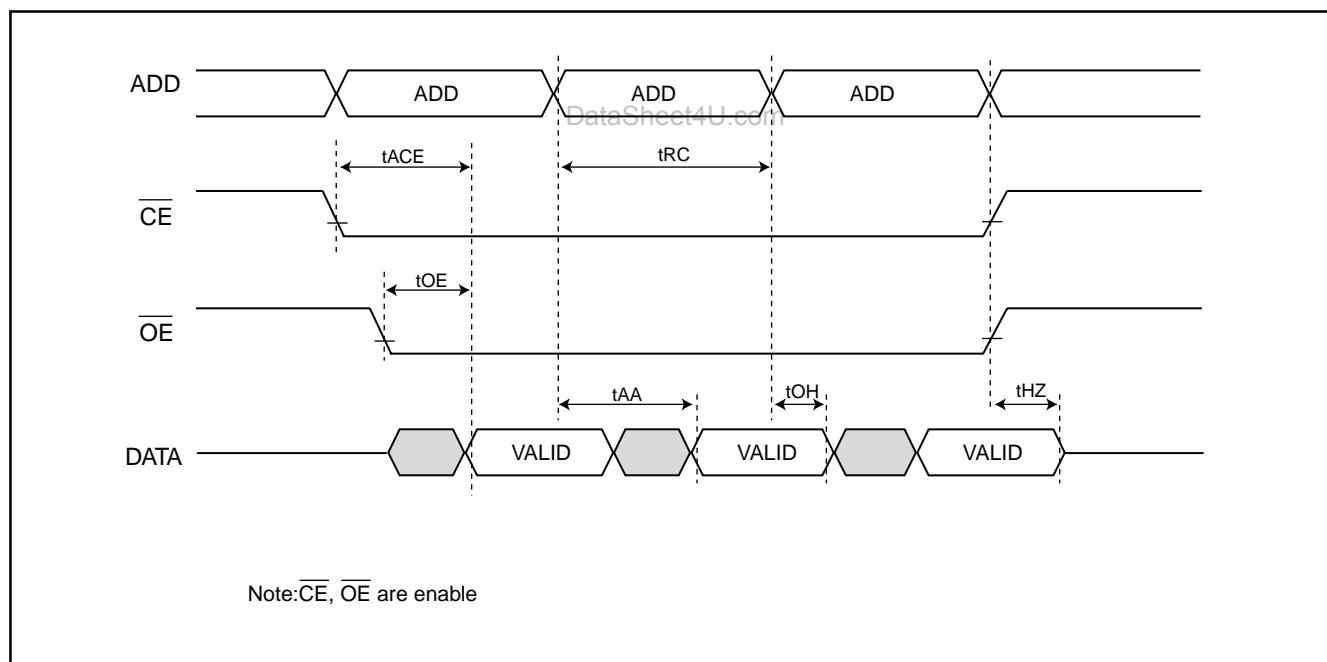 ADD ADD ADD ADD
DataSheet4U.com
tACE tRC
CE
tOE
OE
tAA tOH tHZ
DATA VALID VALID VALID
Note:CE, OE are enable